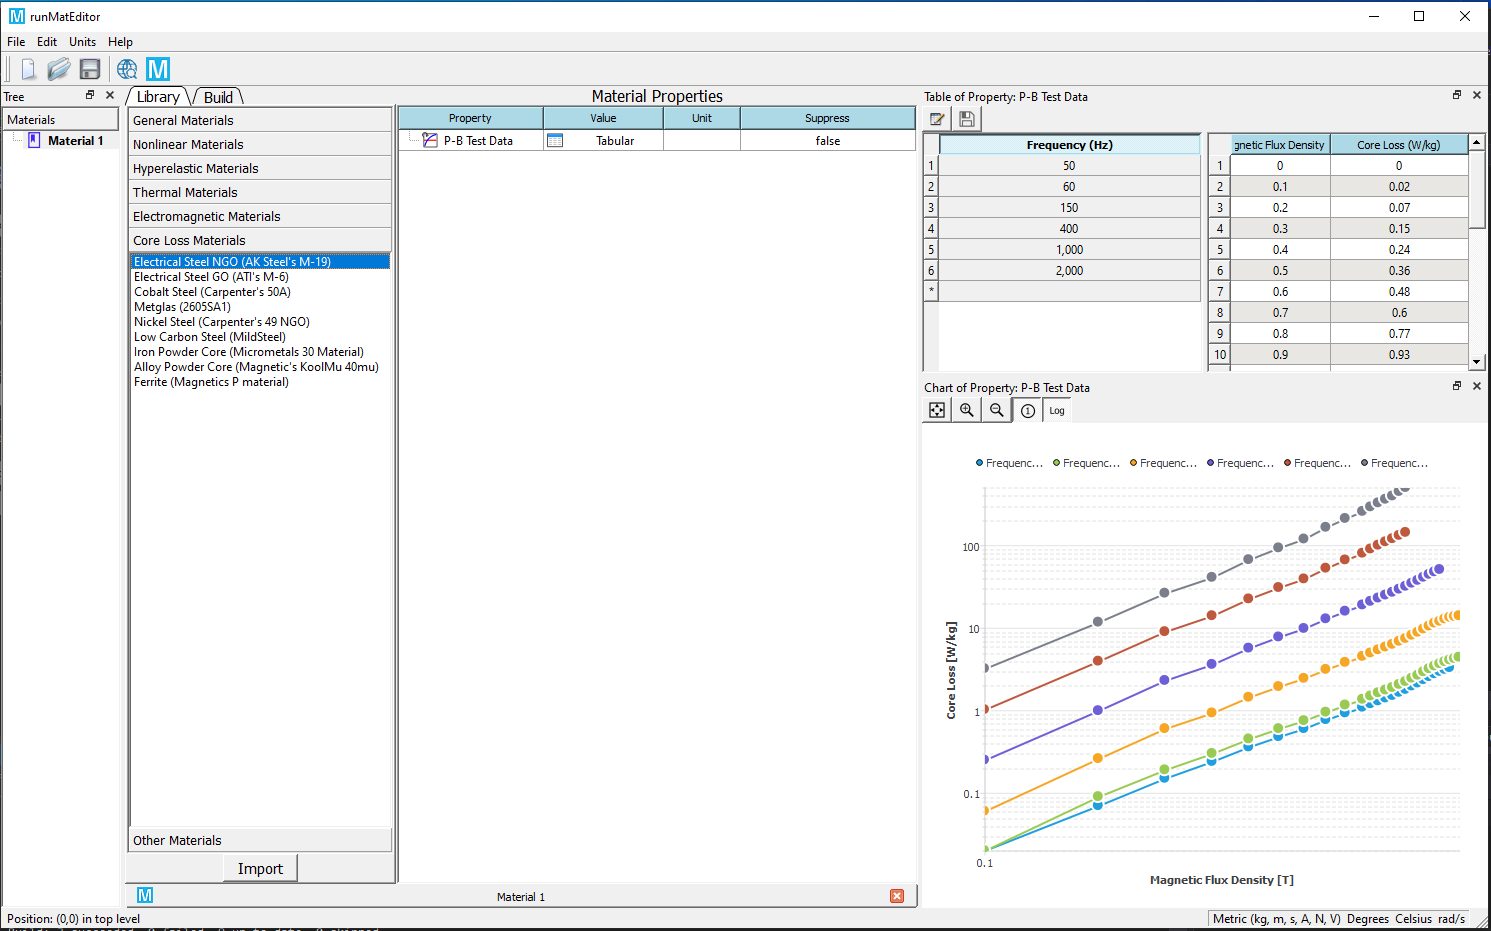 runMatEditor
File Edit Units Help
M
Tree
Materials
Material 1
Library Build
General Materials
Nonlinear Materials
Hyperelastic Materials
Thermal Materials
Electromagnetic Materials
Core Loss Materials
Electrical Steel NGO (AK Steel's M-19)
Electrical Steel GO (ATI's M-6)
Cobalt Steel (Carpenter's 50A)
Metglas (2605SA1)
Nickel Steel (Carpenter's 49 NGO)
Low Carbon Steel (MildSteel)
Iron Powder Core (Micrometals 30 Material)
Alloy Powder Core (Magnetic's KoolMu 40mu)
Ferrite (Magnetics P material)
Other Materials
Import
Material Properties
Property Value Unit Suppress
P-B Test Data Tabular false
M Material 1
Table of Property: P-B Test Data
Frequency (Hz)
1 50
2 60
3 150
4 400
5 1,000
6 2,000
*
gnetic Flux Density Core Loss (W/kg)
1 0 0
2 0.1 0.02
3 0.2 0.07
4 0.3 0.15
5 0.4 0.24
6 0.5 0.36
7 0.6 0.48
8 0.7 0.6
9 0.8 0.77
10 0.9 0.93
Chart of Property: P-B Test Data
1 Log
Frequenc... Frequenc... Frequenc... Frequenc... Frequenc... Frequenc...
100
10
1
0.1
Core Loss [W/kg]
0.1
Magnetic Flux Density [T]
Position: (0,0) in top level
Metric (kg, m, s, A, N, V) Degrees Celsius rad/s